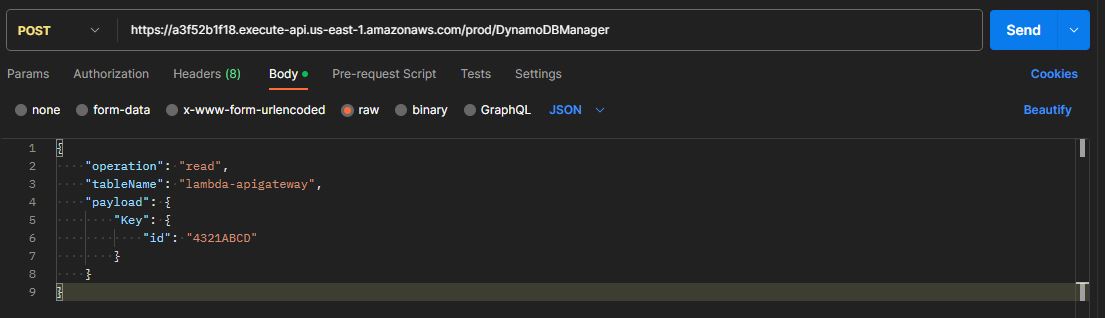 POST https://a3f52b1f18.execute-api.us-east-1.amazonaws.com/prod/DynamoDBManager Send
Params Authorization Headers (8) Body Pre-request Script Tests Settings Cookies
none form-data x-www-form-urlencoded raw binary GraphQL JSON Beautify
1 {
2 "operation": "read",
3 "tableName": "lambda-apigateway",
4 "payload": {
5 "Key": {
6 "id": "4321ABCD"
7 }
8 }
9 }